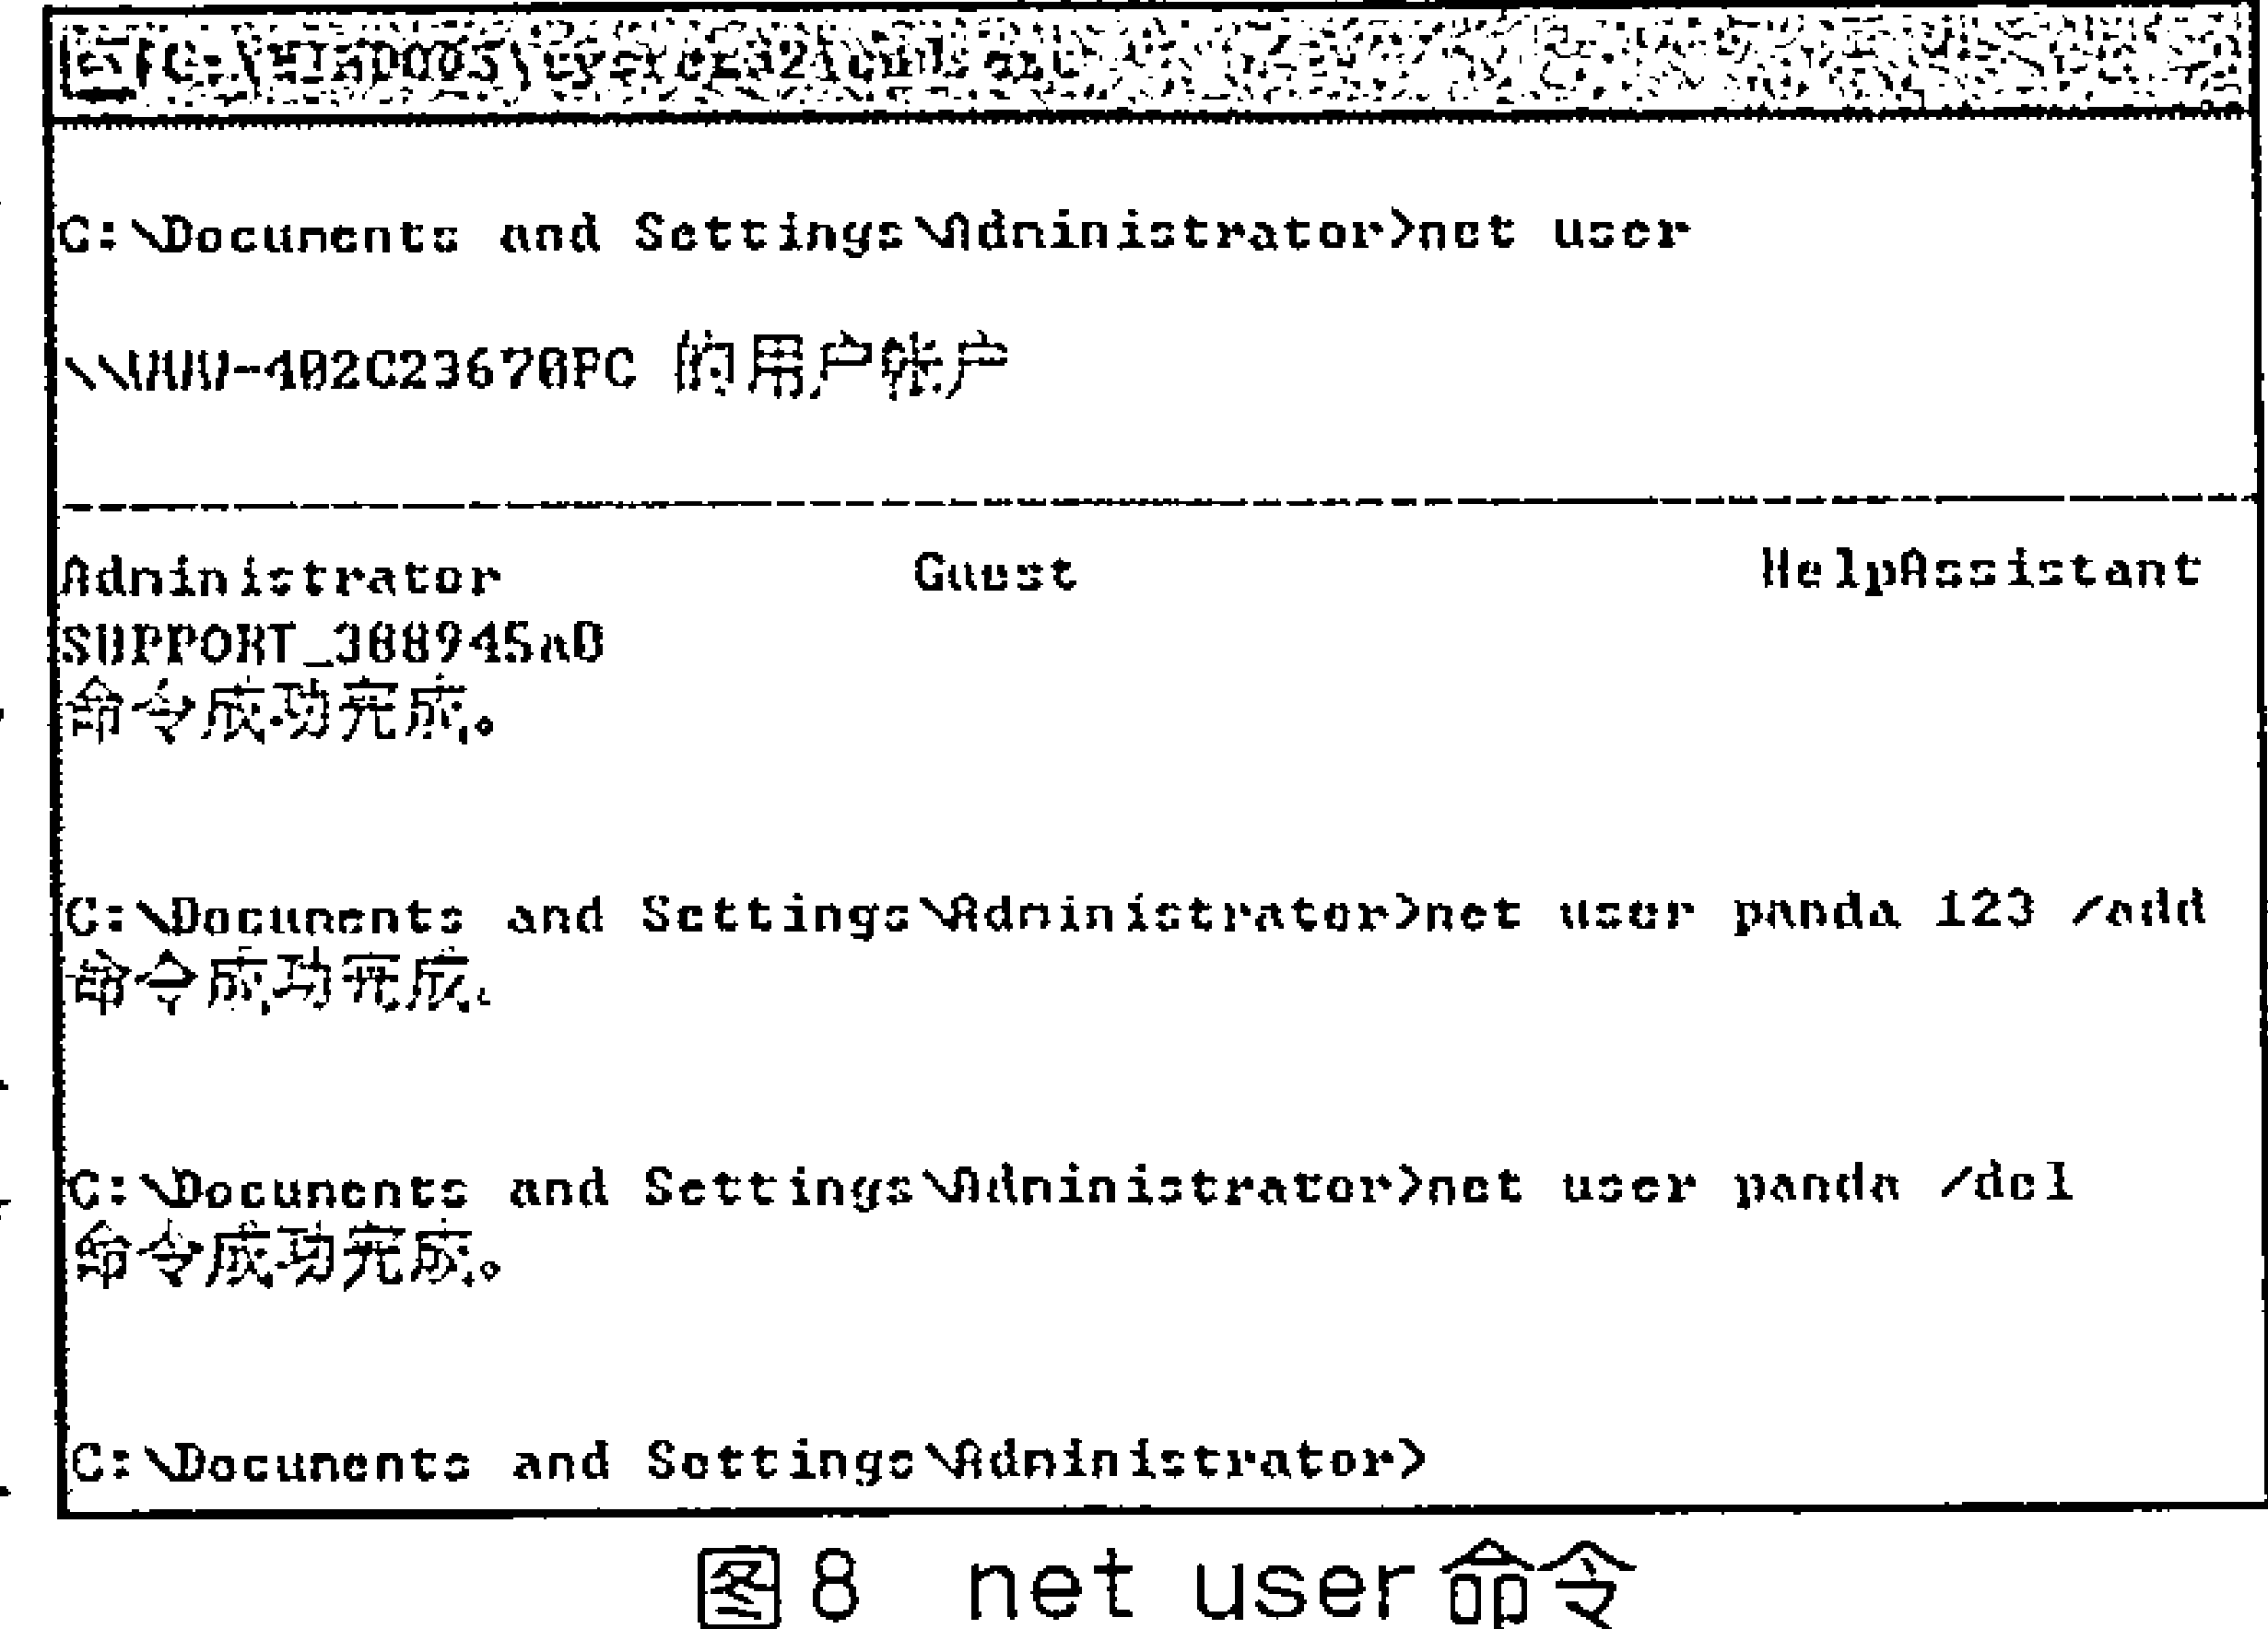 C:\Documents and Settings\Administrator>net user
的用户帐户
Administrator Guest HelpAssistant
SUPPORT_388945a0
命令成功完成。
C:\Documents and Settings\Administrator>net user panda 123 /add
命令成功完成。
C:\Documents and Settings\Administrator>net user panda /del
命令成功完成。
C:\Documents and Settings\Administrator>
图8 net user命令